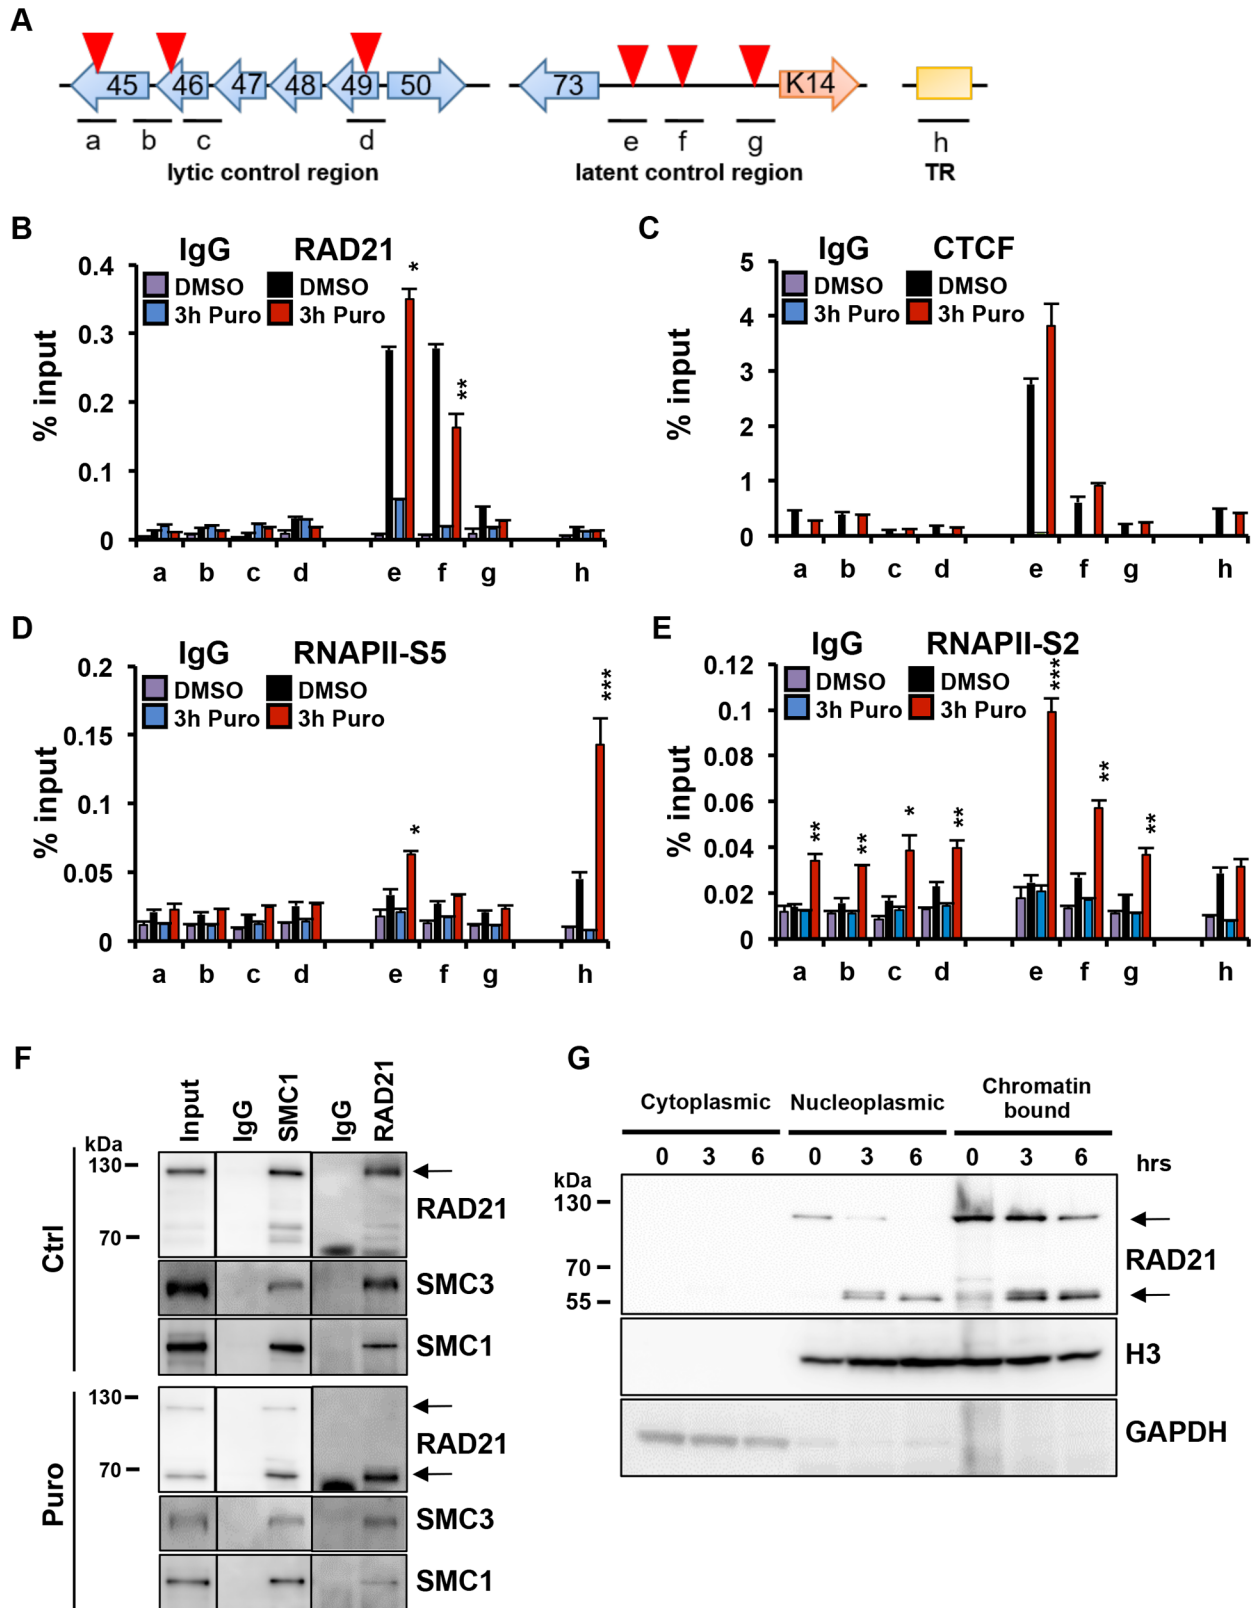 A
45 46 47 48 49 50 73 K14
a b c d e f g h
lytic control region latent control region TR
B
IgG RAD21
DMSO DMSO
3h Puro 3h Puro
% input
0.4
0.3
0.2
0.1
0
*
**
a b c d e f g h
C
IgG CTCF
DMSO DMSO
3h Puro 3h Puro
% input
5
4
3
2
1
0
a b c d e f g h
D
IgG RNAPII-S5
DMSO DMSO
3h Puro 3h Puro
% input
0.2
0.15
0.1
0.05
0
*
***
a b c d e f g h
E
IgG RNAPII-S2
DMSO DMSO
3h Puro 3h Puro
% input
0.12
0.1
0.08
0.06
0.04
0.02
0
** ** * ** *** ** **
a b c d e f g h
F
Input IgG SMC1 IgG RAD21
kDa
Ctrl
130
70
RAD21
SMC3
SMC1
Puro
130
70
RAD21
SMC3
SMC1
G
Cytoplasmic Nucleoplasmic Chromatin
bound
0 3 6 0 3 6 0 3 6 hrs
kDa
130
70
55
RAD21
H3
GAPDH